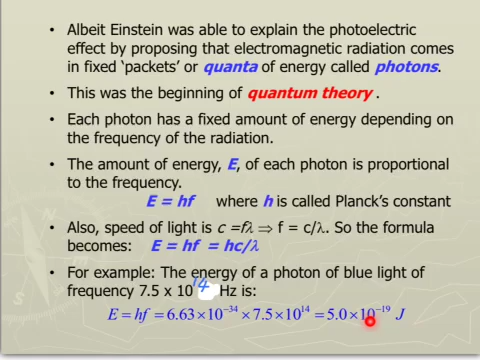 • Albeit Einstein was able to explain the photoelectric
effect by proposing that electromagnetic radiation comes
in fixed ‘packets’ or quanta of energy called photons.
• This was the beginning of quantum theory .
• Each photon has a fixed amount of energy depending on
the frequency of the radiation.
• The amount of energy, E, of each photon is proportional
to the frequency.
E = hf where h is called Planck's constant
• Also, speed of light is c =fλ ⇒ f = c/λ. So the formula
becomes: E = hf = hc/λ
• For example: The energy of a photon of blue light of
frequency 7.5 x 10¹⁴ Hz is:
E = hf = 6.63×10⁻³⁴ × 7.5×10¹⁴ = 5.0×10⁻¹⁹ J